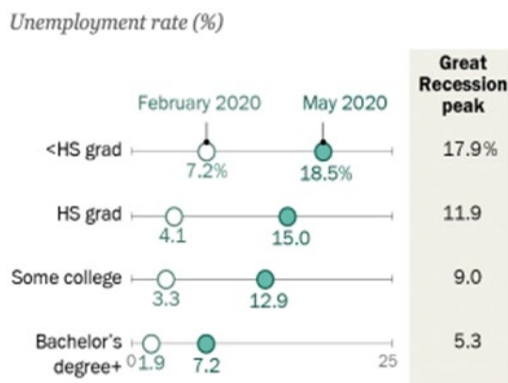 Unemployment rate (%)
Great
Recession
peak
February 2020 May 2020
<HS grad 17.9%
7.2% 18.5%
HS grad 11.9
4.1 15.0
Some college 9.0
3.3 12.9
Bachelor's 5.3
degree+ 0 1.9 7.2 25